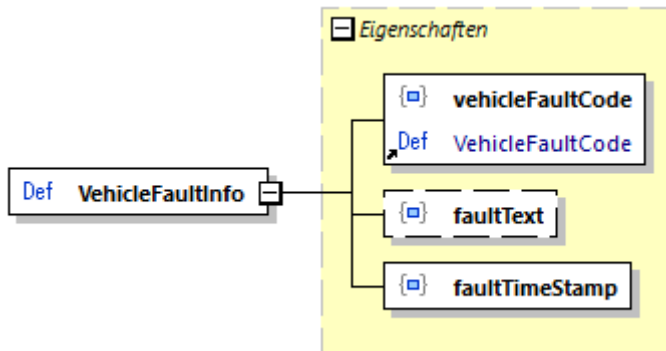 Eigenschaften
vehicleFaultCode
Def VehicleFaultCode
Def VehicleFaultInfo
faultText
faultTimeStamp